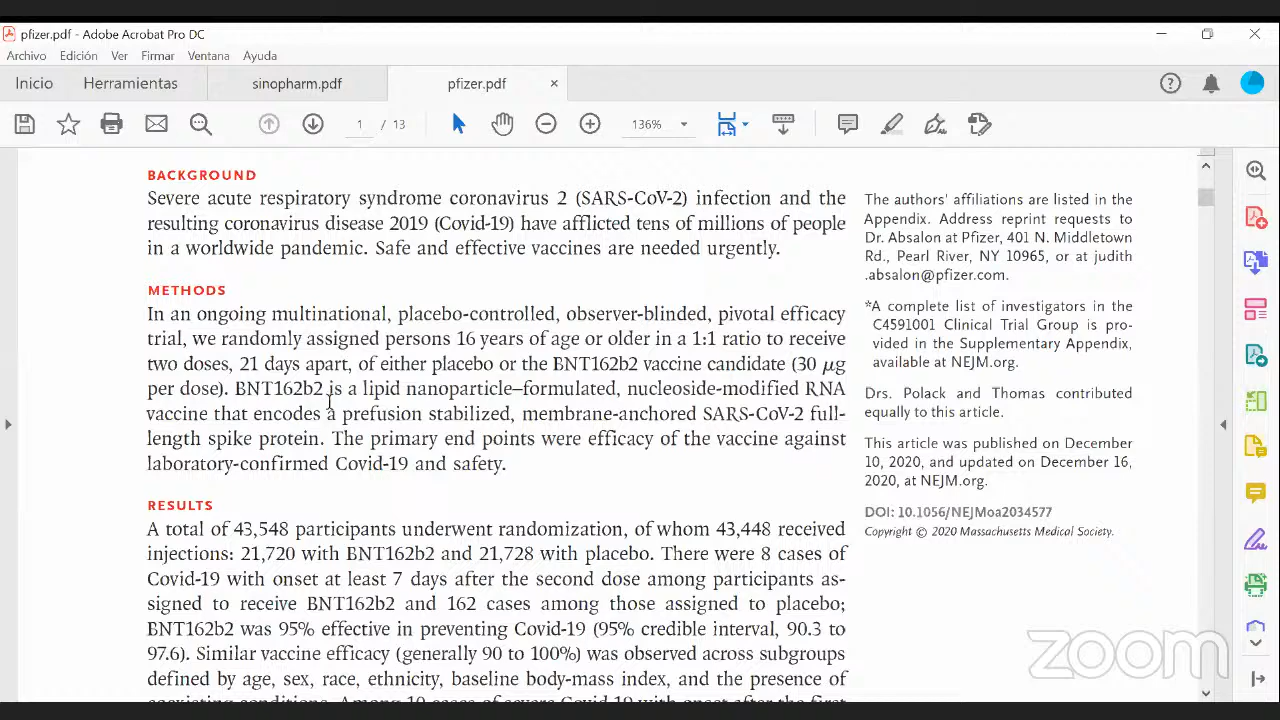 pfizer.pdf - Adobe Acrobat Pro DC
Archivo Edición Ver Firmar Ventana Ayuda
Inicio Herramientas sinopharm.pdf pfizer.pdf ×
1 / 13 136%
BACKGROUND
Severe acute respiratory syndrome coronavirus 2 (SARS-CoV-2) infection and the
resulting coronavirus disease 2019 (Covid-19) have afflicted tens of millions of people
in a worldwide pandemic. Safe and effective vaccines are needed urgently.
METHODS
In an ongoing multinational, placebo-controlled, observer-blinded, pivotal efficacy
trial, we randomly assigned persons 16 years of age or older in a 1:1 ratio to receive
two doses, 21 days apart, of either placebo or the BNT162b2 vaccine candidate (30 μg
per dose). BNT162b2 is a lipid nanoparticle–formulated, nucleoside-modified RNA
vaccine that encodes a prefusion stabilized, membrane-anchored SARS-CoV-2 full-
length spike protein. The primary end points were efficacy of the vaccine against
laboratory-confirmed Covid-19 and safety.
RESULTS
A total of 43,548 participants underwent randomization, of whom 43,448 received
injections: 21,720 with BNT162b2 and 21,728 with placebo. There were 8 cases of
Covid-19 with onset at least 7 days after the second dose among participants as-
signed to receive BNT162b2 and 162 cases among those assigned to placebo;
BNT162b2 was 95% effective in preventing Covid-19 (95% credible interval, 90.3 to
97.6). Similar vaccine efficacy (generally 90 to 100%) was observed across subgroups
defined by age, sex, race, ethnicity, baseline body-mass index, and the presence of
coexisting conditions. Among 10 cases of severe Covid-19 with onset after the first
The authors' affiliations are listed in the
Appendix. Address reprint requests to
Dr. Absalon at Pfizer, 401 N. Middletown
Rd., Pearl River, NY 10965, or at judith
.absalon@pfizer.com.
*A complete list of investigators in the
C4591001 Clinical Trial Group is pro-
vided in the Supplementary Appendix,
available at NEJM.org.
Drs. Polack and Thomas contributed
equally to this article.
This article was published on December
10, 2020, and updated on December 16,
2020, at NEJM.org.
DOI: 10.1056/NEJMoa2034577
Copyright © 2020 Massachusetts Medical Society.
zoom